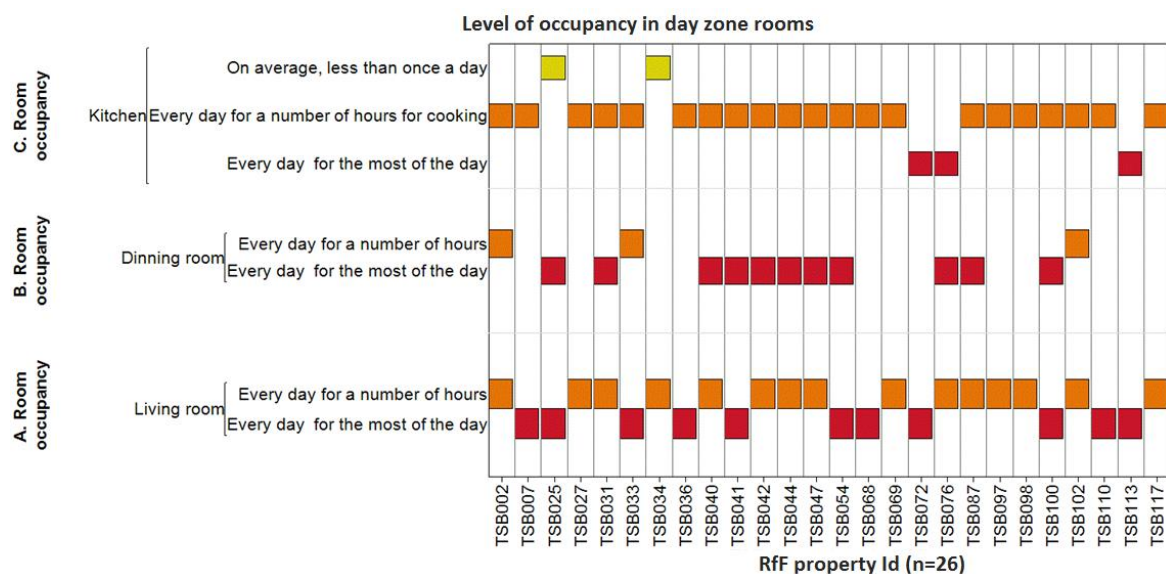 Level of occupancy in day zone rooms
C. Room
occupancy
Kitchen
On average, less than once a day
Every day for a number of hours for cooking
Every day  for the most of the day
B. Room
occupancy
Dinning room
Every day for a number of hours
Every day  for the most of the day
A. Room
occupancy
Living room
Every day for a number of hours
Every day  for the most of the day
TSB002
TSB007
TSB025
TSB027
TSB031
TSB033
TSB034
TSB036
TSB040
TSB041
TSB042
TSB044
TSB047
TSB054
TSB068
TSB069
TSB072
TSB076
TSB087
TSB097
TSB098
TSB100
TSB102
TSB110
TSB113
TSB117
RfF property Id (n=26)